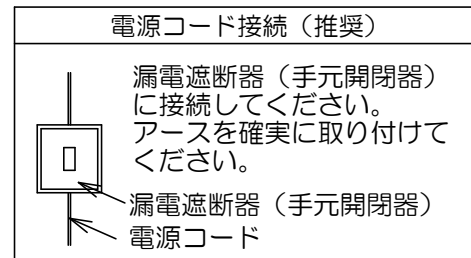 電源コード接続（推奨）
漏電遮断器（手元開閉器）
に接続してください。
アースを確実に取り付けて
ください。
漏電遮断器（手元開閉器）
電源コード